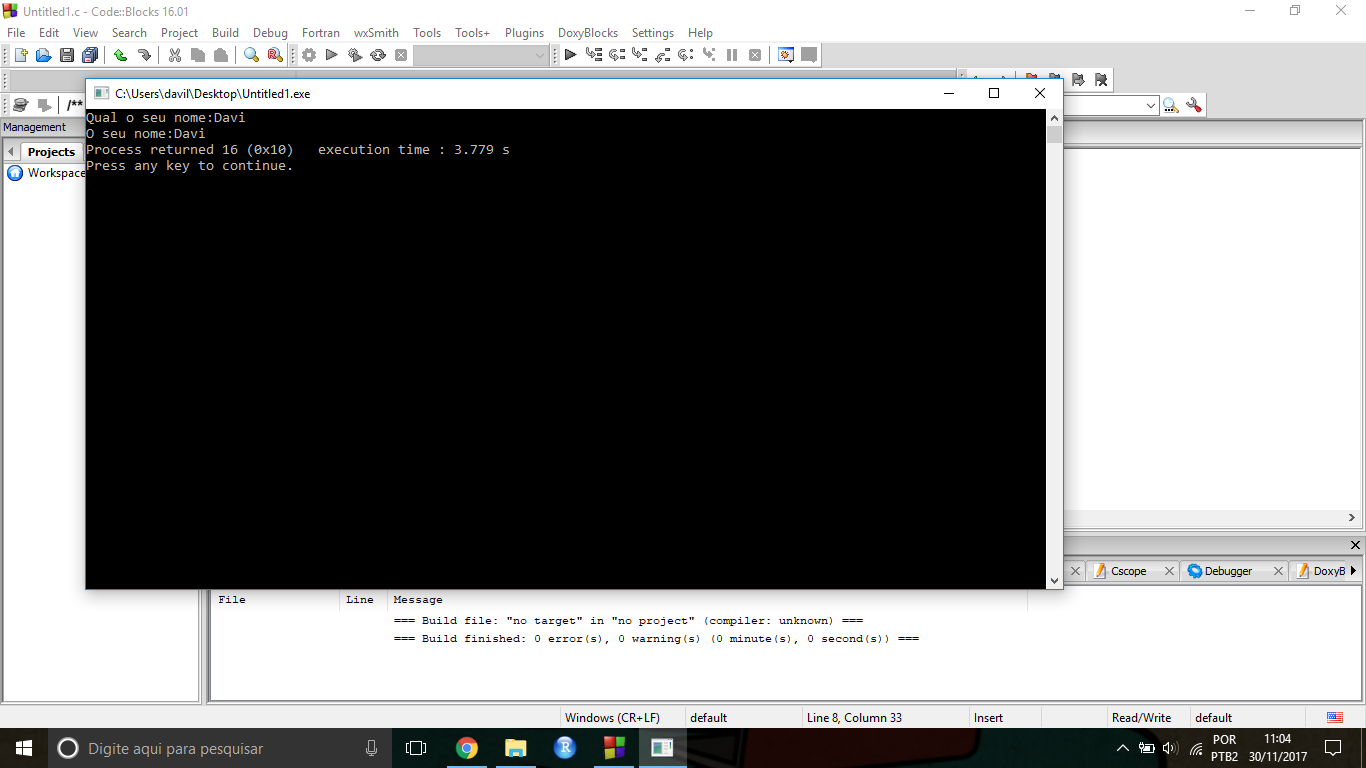 Untitled1.c - Code::Blocks 16.01
File Edit View Search Project Build Debug Fortran wxSmith Tools Tools+ Plugins DoxyBlocks Settings Help
C:\Users\davil\Desktop\Untitled1.exe
/**
Management
Projects
Workspace
Qual o seu nome:Davi
O seu nome:Davi
Process returned 16 (0x10)   execution time : 3.779 s
Press any key to continue.
Cscope Debugger DoxyB
File Line Message
=== Build file: "no target" in "no project" (compiler: unknown) ===
=== Build finished: 0 error(s), 0 warning(s) (0 minute(s), 0 second(s)) ===
Windows (CR+LF) default Line 8, Column 33 Insert Read/Write default
Digite aqui para pesquisar
R
POR 11:04
PTB2 30/11/2017